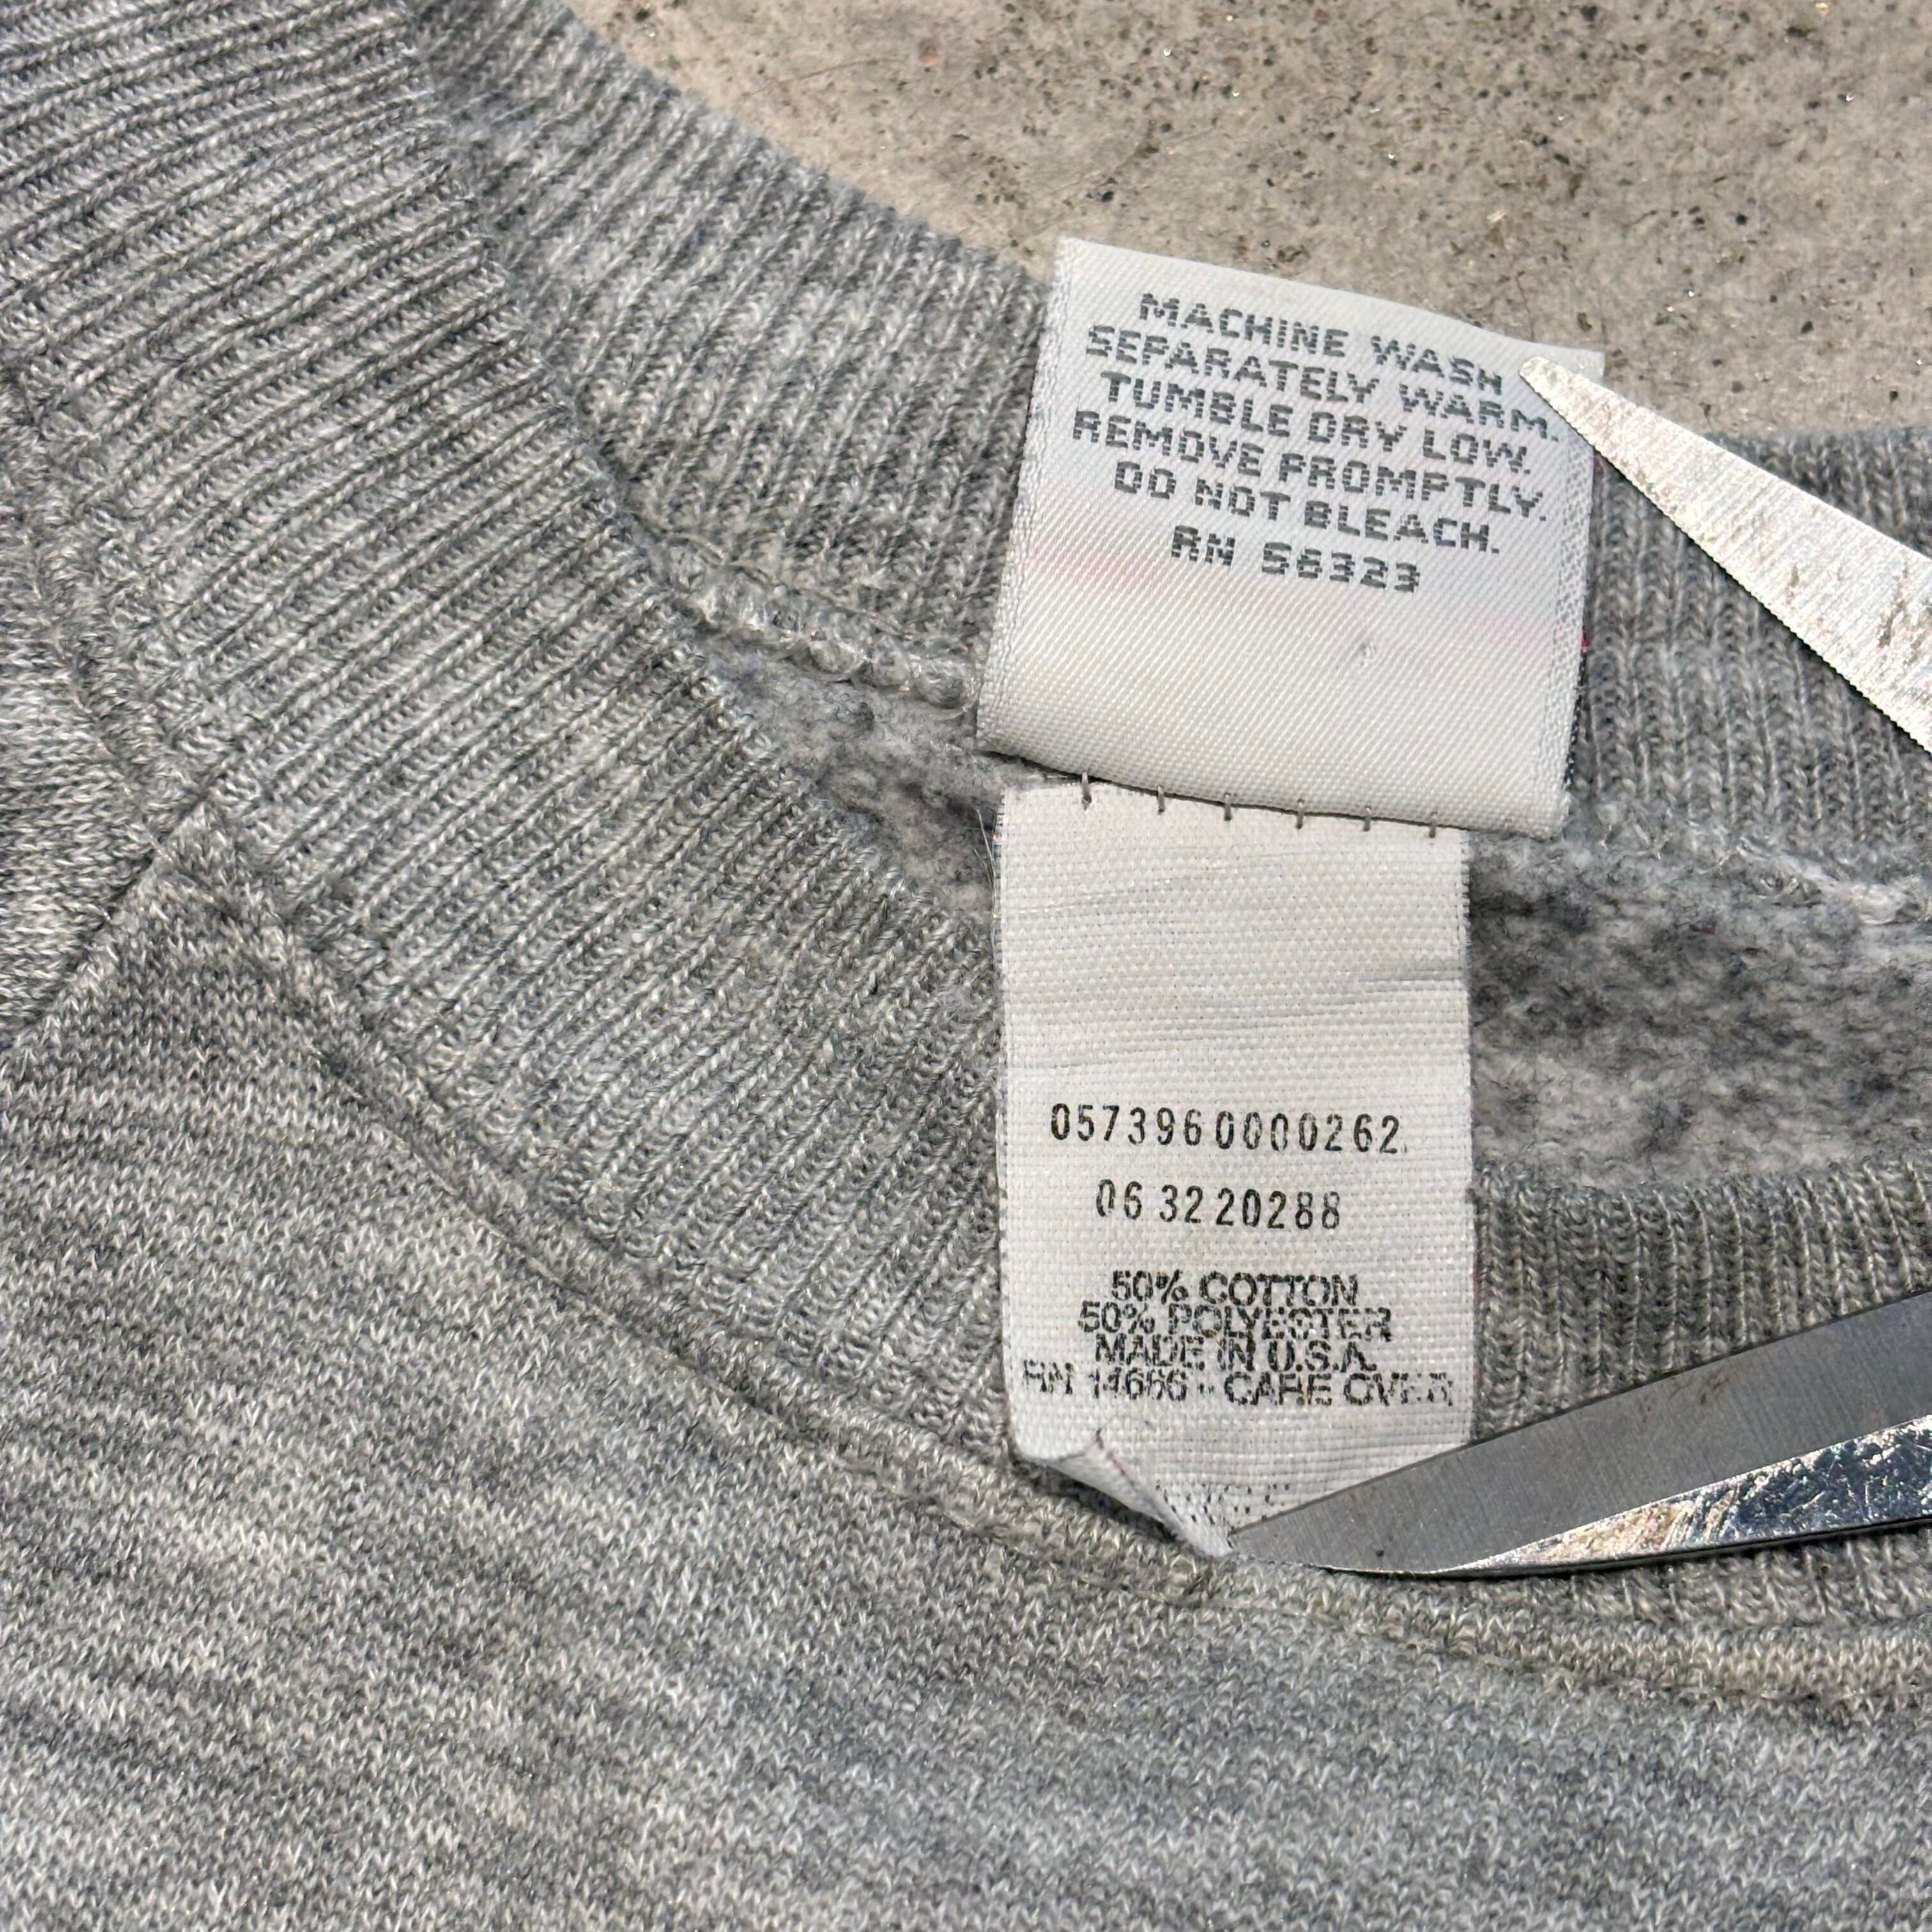 MACHINE WASH
SEPARATELY WARM.
TUMBLE DRY LOW.
REMOVE PROMPTLY.
DO NOT BLEACH.
RN 56323
0573960000262
06 3220288
50% COTTON
50% POLYESTER
MADE IN U.S.A.
RN 14666 - CARE OVER